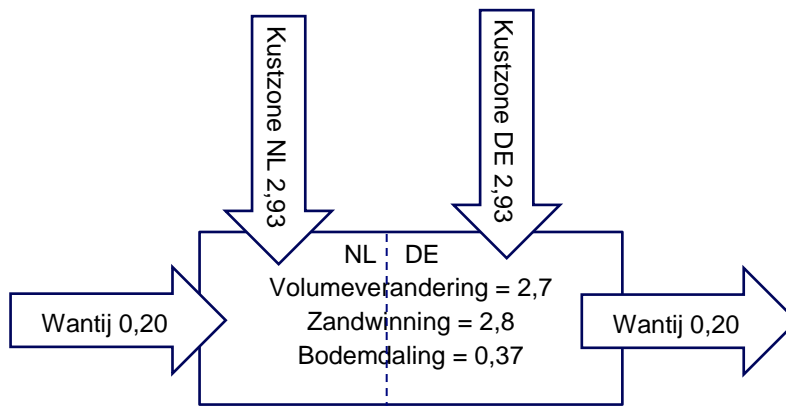 Kustzone NL 2,93
Kustzone DE 2,93
NL DE
Volumeverandering = 2,7
Wantij 0,20
Zandwinning = 2,8
Wantij 0,20
Bodemdaling = 0,37